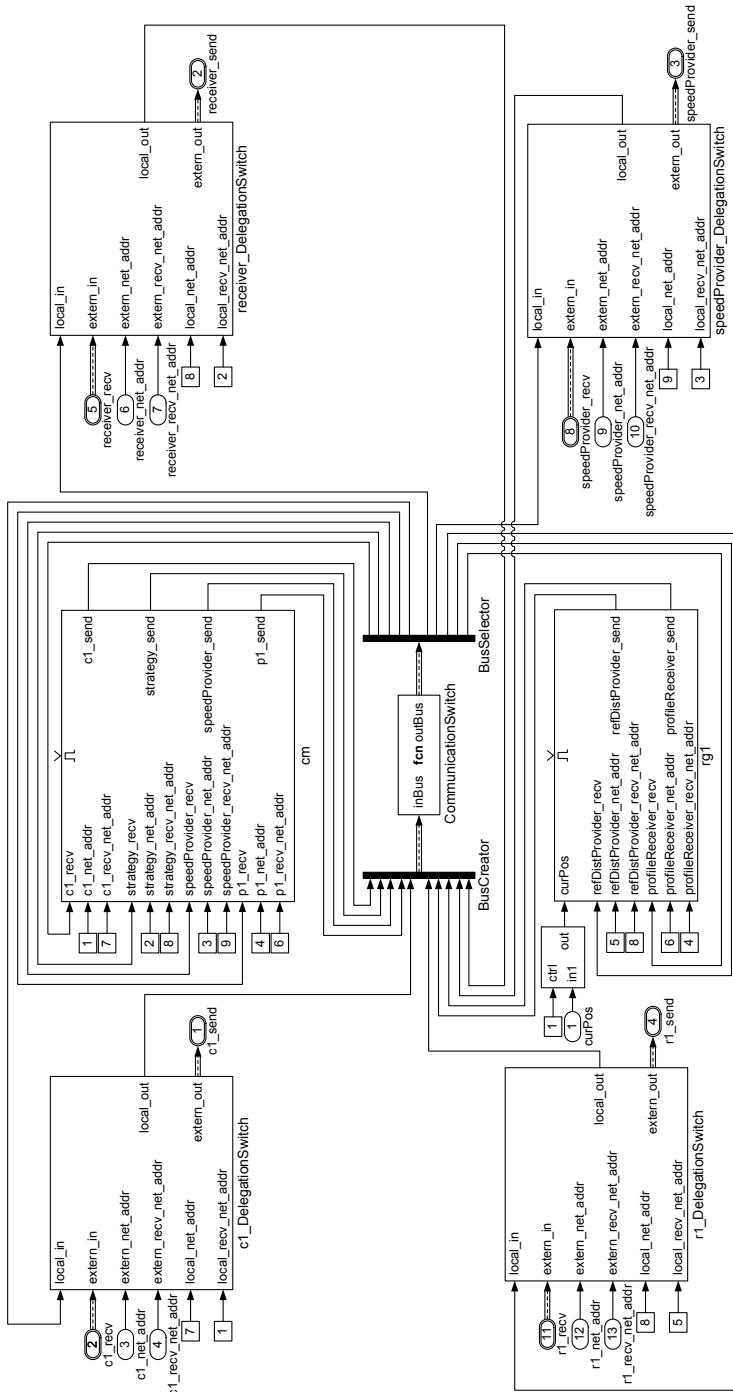 local_in
2
c1_recv
extern_in
3
c1_net_addr
extern_net_addr
4
c1_recv_net_addr
extern_recv_net_addr
7
local_net_addr
1
local_recv_net_addr
local_out
extern_out
1
c1_send
c1_DelegationSwitch
c1_recv
1
c1_net_addr
7
c1_recv_net_addr
strategy_recv
2
strategy_net_addr
8
strategy_recv_net_addr
speedProvider_recv
3
speedProvider_net_addr
9
speedProvider_recv_net_addr
p1_recv
4
p1_net_addr
6
p1_recv_net_addr
c1_send
strategy_send
speedProvider_send
p1_send
cm
local_in
5
receiver_recv
extern_in
6
receiver_net_addr
extern_net_addr
7
receiver_recv_net_addr
extern_recv_net_addr
8
local_net_addr
2
local_recv_net_addr
local_out
extern_out
2
receiver_send
receiver_DelegationSwitch
BusCreator
inBus
fcn
outBus
CommunicationSwitch
BusSelector
local_in
11
r1_recv
extern_in
12
r1_net_addr
extern_net_addr
13
r1_recv_net_addr
extern_recv_net_addr
8
local_net_addr
5
local_recv_net_addr
local_out
extern_out
4
r1_send
r1_DelegationSwitch
1
ctrl
1
curPos
in1
out
curPos
refDistProvider_recv
5
refDistProvider_net_addr
8
refDistProvider_recv_net_addr
profileReceiver_recv
6
profileReceiver_net_addr
4
profileReceiver_recv_net_addr
refDistProvider_send
profileReceiver_send
rg1
local_in
8
speedProvider_recv
extern_in
9
speedProvider_net_addr
extern_net_addr
10
speedProvider_recv_net_addr
extern_recv_net_addr
9
local_net_addr
3
local_recv_net_addr
local_out
extern_out
3
speedProvider_send
speedProvider_DelegationSwitch